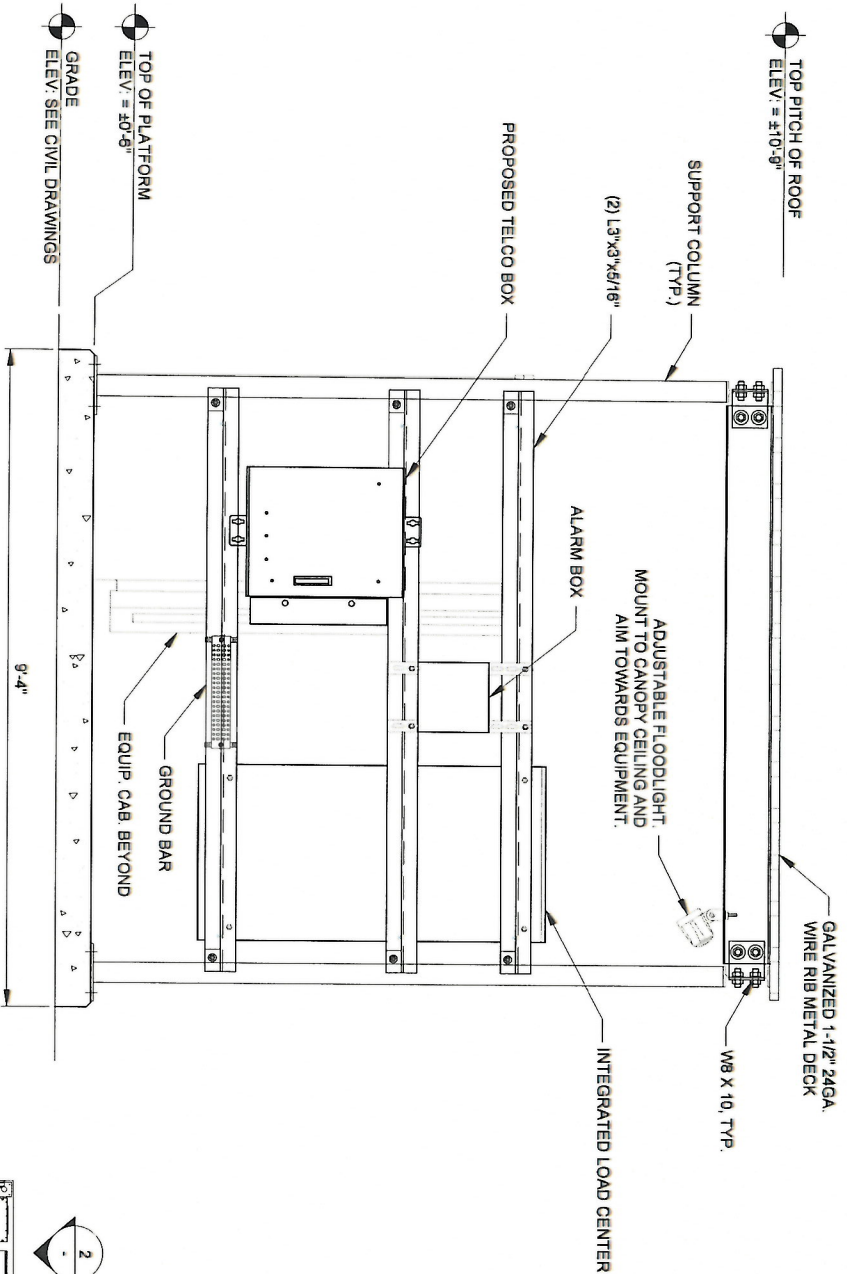 TOP PITCH OF ROOF
ELEV: = ±10'-9"
SUPPORT COLUMN
(TYP.)
(2) L3"x3"x5/16"
PROPOSED TELCO BOX
TOP OF PLATFORM
ELEV: = ±0'-6"
GRADE
ELEV: SEE CIVIL DRAWINGS
GALVANIZED 1-1/2" 24GA.
WIRE RIB METAL DECK
W8 X 10, TYP.
ADJUSTABLE FLOODLIGHT.
MOUNT TO CANOPY CEILING AND
AIM TOWARDS EQUIPMENT.
ALARM BOX
INTEGRATED LOAD CENTER
GROUND BAR
EQUIP. CAB. BEYOND
9'-4"
2
-